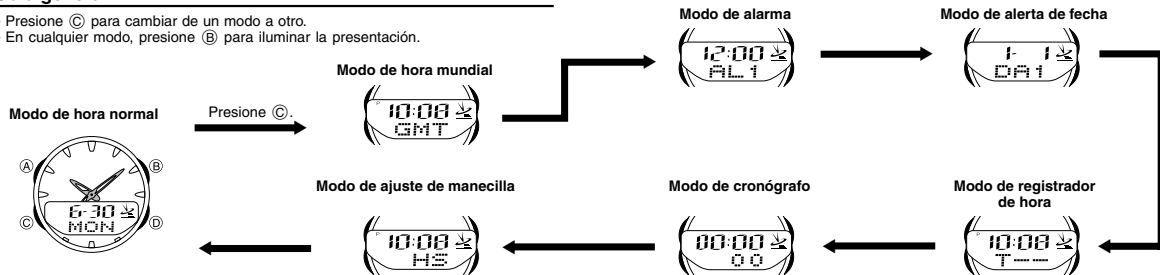 Presione Ⓒ para cambiar de un modo a otro.
En cualquier modo, presione Ⓑ para iluminar la presentación.
Modo de alarma
Modo de alerta de fecha
12:00
AL1
1- 1
DA1
Modo de hora mundial
Modo de hora normal
Presione Ⓒ.
P 10:08
GMT
A
B
C
D
6-30
MON
Modo de ajuste de manecilla
Modo de cronógrafo
Modo de registrador
de hora
P 10:08
HS
00:00
00
P 10:08
T---